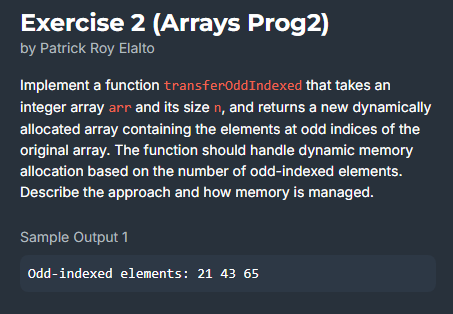 Exercise 2 (Arrays Prog2)
by Patrick Roy Elalto
Implement a function transferOddIndexed that takes an
integer array arr and its size n, and returns a new dynamically
allocated array containing the elements at odd indices of the
original array. The function should handle dynamic memory
allocation based on the number of odd-indexed elements.
Describe the approach and how memory is managed.
Sample Output 1
Odd-indexed elements: 21 43 65